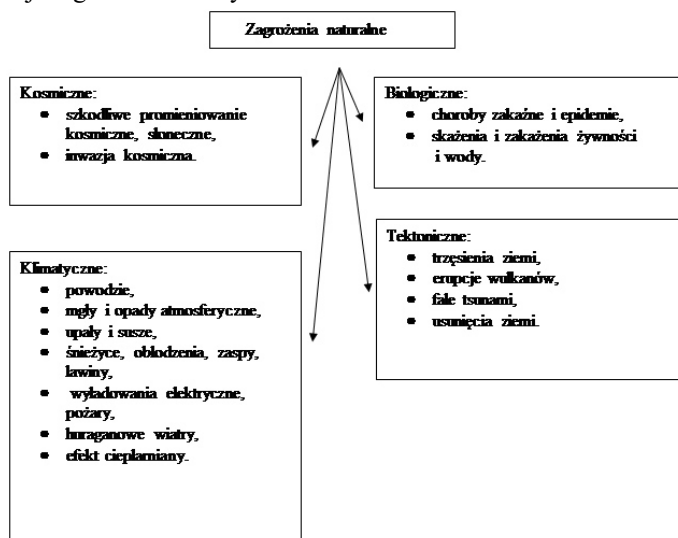 Zagrożenia naturalne
Kosmiczne:
• szkodliwe promieniowanie
kosmiczne, słoneczne,
• inwazja kosmiczna.
Biologiczne:
• choroby zakaźne i epidemie,
• skażenia i zakażenia żywności
i wody.
Klimatyczne:
• powodzie,
• mgły i opady atmosferyczne,
• upały i susze,
• śnieżyce, oblodzenia, zaspy,
lawiny,
• wyładowania elektryczne,
pożary,
• huraganowe wiatry,
• efekt cieplarniany.
Tektoniczne:
• trzęsienia ziemi,
• erupcje wulkanów,
• fale tsunami,
• usunięcia ziemi.